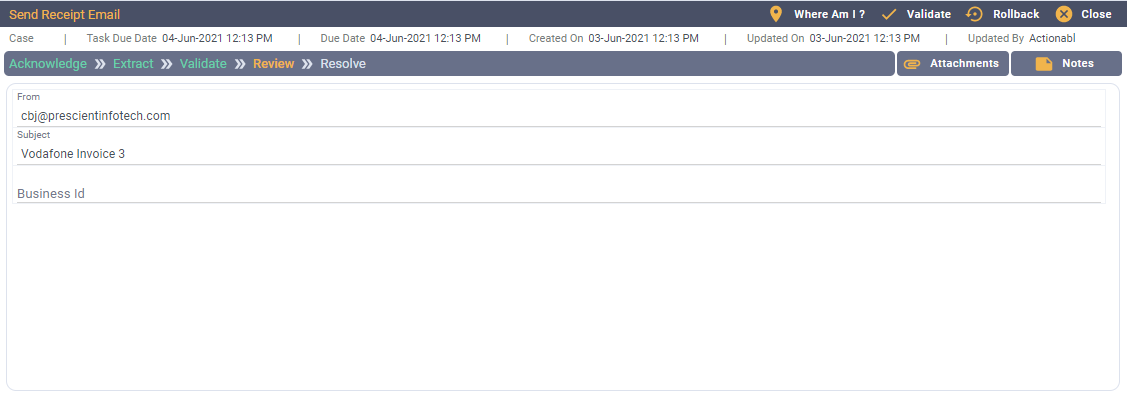 Send Receipt Email Where Am I ? Validate Rollback Close
Case | Task Due Date 04-Jun-2021 12:13 PM | Due Date 04-Jun-2021 12:13 PM | Created On 03-Jun-2021 12:13 PM | Updated On 03-Jun-2021 12:13 PM | Updated By Actionabl
Acknowledge » Extract » Validate » Review » Resolve Attachments Notes
From
cbj@prescientinfotech.com
Subject
Vodafone Invoice 3
Business Id